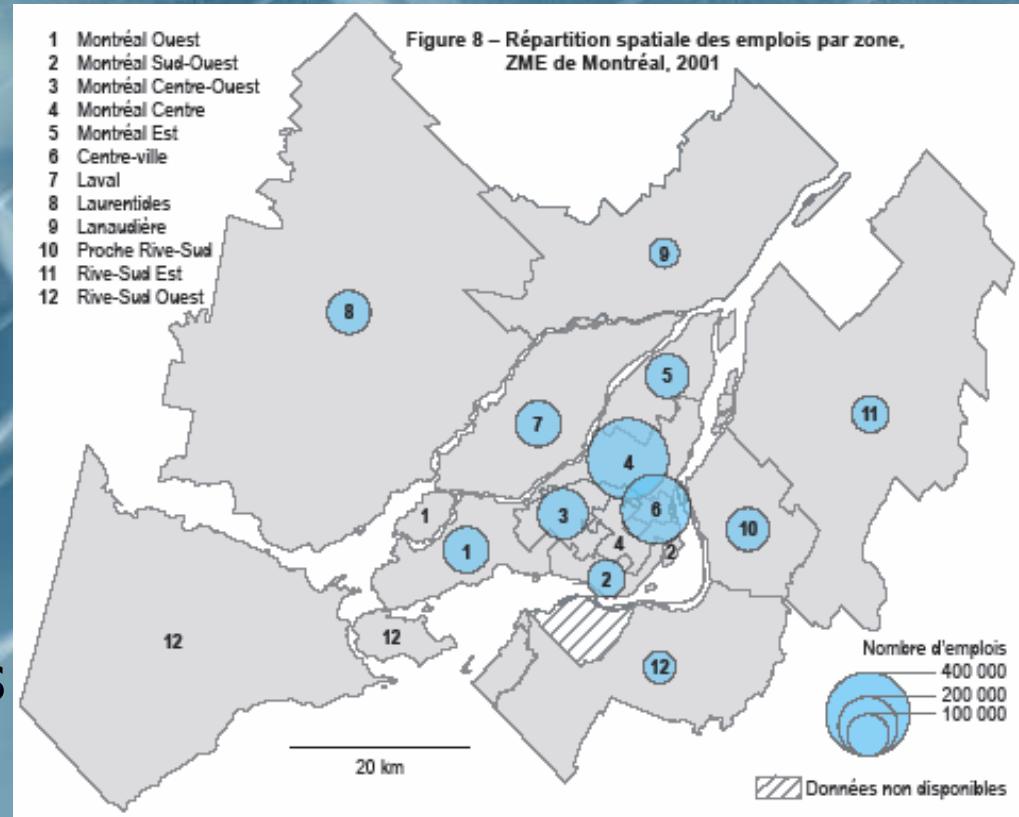 1 Montréal Ouest
2 Montréal Sud-Ouest
3 Montréal Centre-Ouest
4 Montréal Centre
5 Montréal Est
6 Centre-ville
7 Laval
8 Laurentides
9 Lanaudière
10 Proche Rive-Sud
11 Rive-Sud Est
12 Rive-Sud Ouest
Figure 8 – Répartition spatiale des emplois par zone,
ZME de Montréal, 2001
9
8
5
11
7
4
6
1
3
10
1
4
2
2
12
12
12
s
20 km
Nombre d'emplois
400 000
200 000
100 000
Données non disponibles